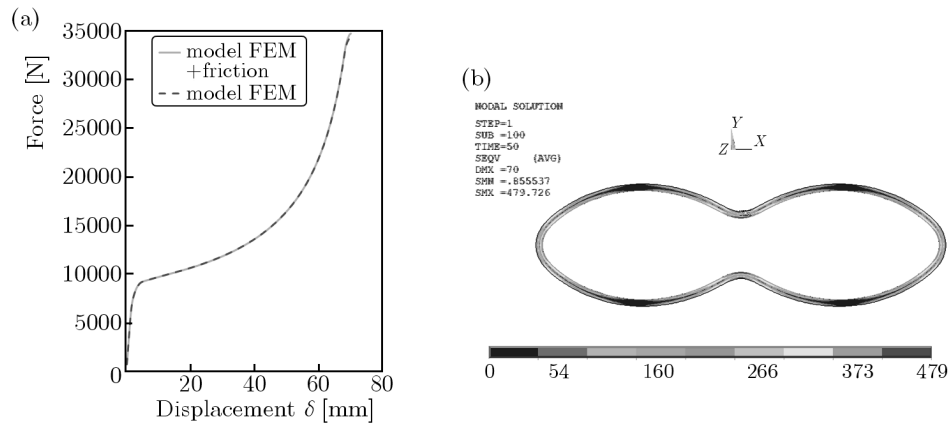 (a)
Force [N]
35000
30000
25000
20000
15000
10000
5000
0
model FEM
+friction
model FEM
20
40
60
80
Displacement δ [mm]
(b)
NODAL SOLUTION
STEP=1
SUB =100
TIME=50
SEQV (AVG)
DMX =70
SMN =.855537
SMX =479.726
Y
Z X
0 54 160 266 373 479